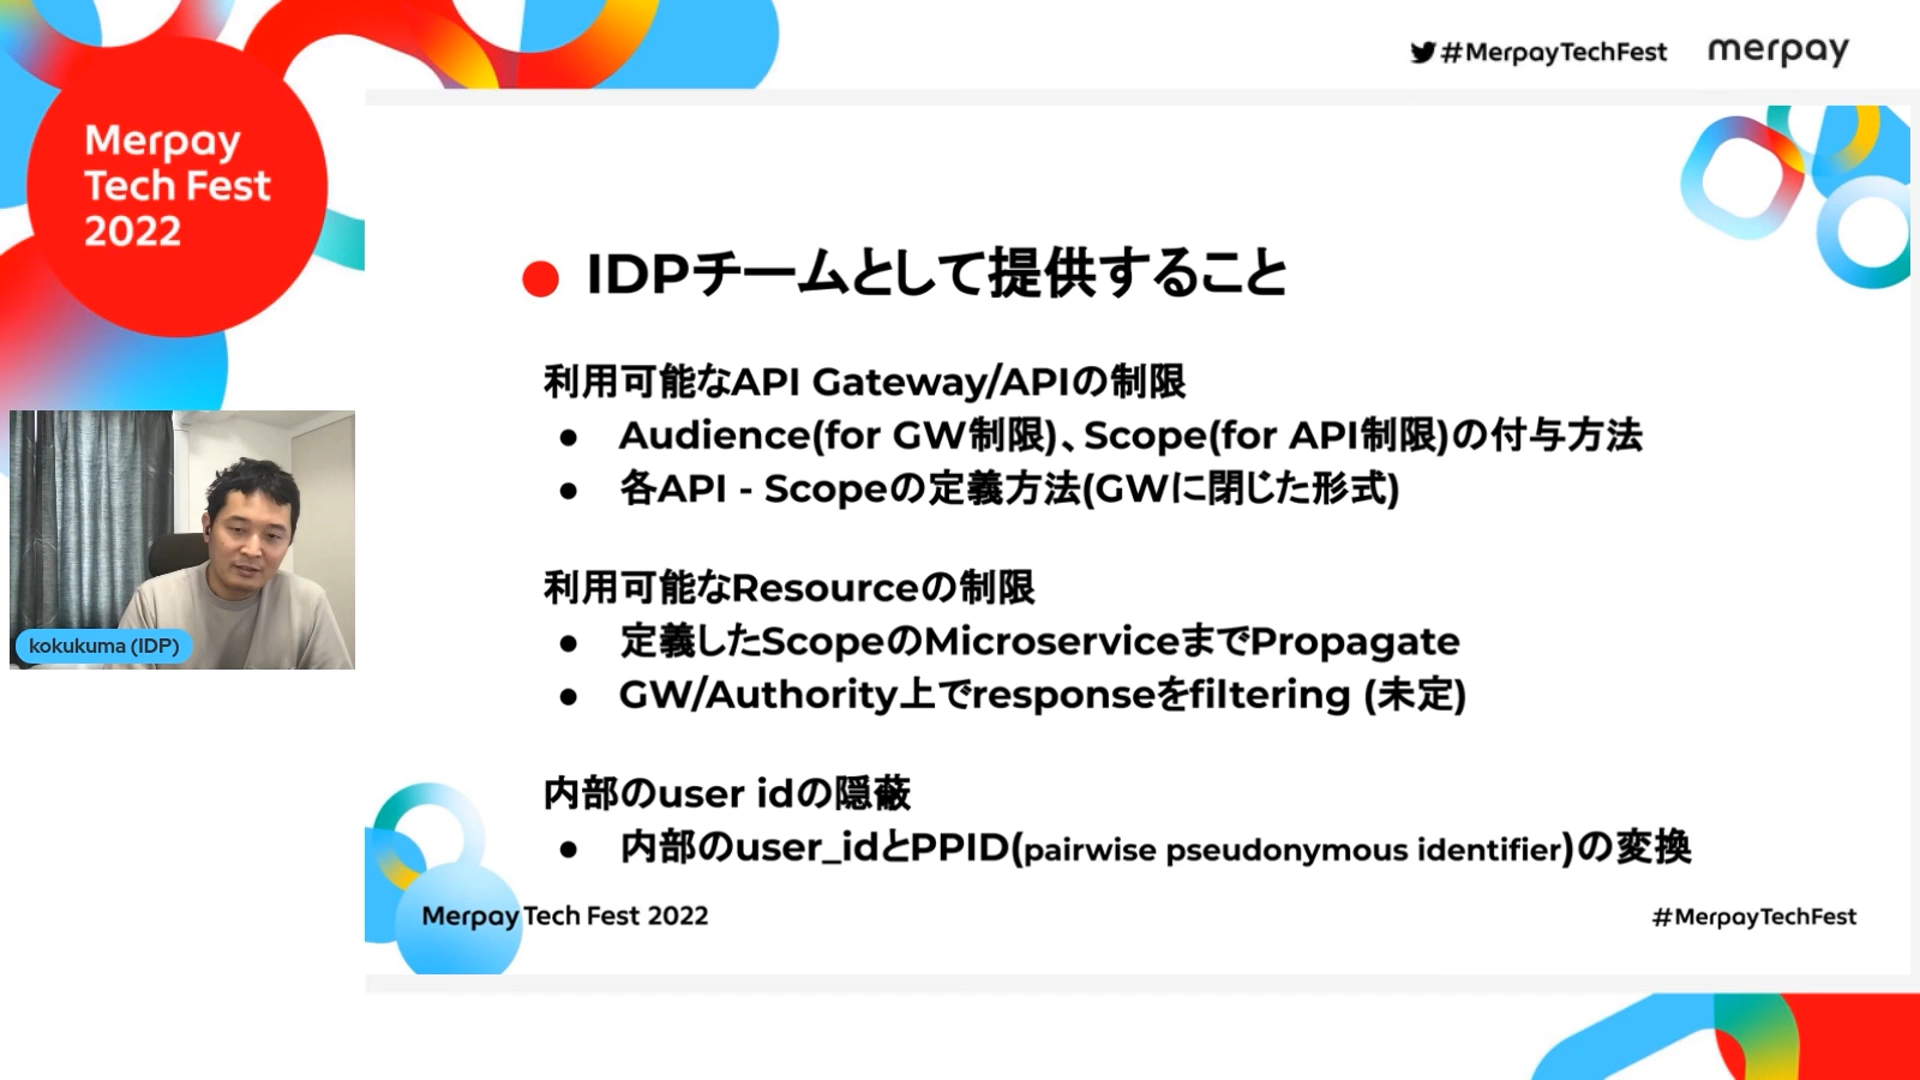 #MerpayTechFest
merpay
Merpay
Tech Fest
2022
IDPチームとして提供すること
利用可能なAPI Gateway/APIの制限
● Audience(for GW制限)、Scope(for API制限)の付与方法
● 各API - Scopeの定義方法(GWに閉じた形式)
利用可能なResourceの制限
● 定義したScopeのMicroserviceまでPropagate
● GW/Authority上でresponseをfiltering (未定)
内部のuser idの隠蔽
● 内部のuser_idとPPID(pairwise pseudonymous identifier)の変換
kokukuma (IDP)
Merpay Tech Fest 2022
#MerpayTechFest